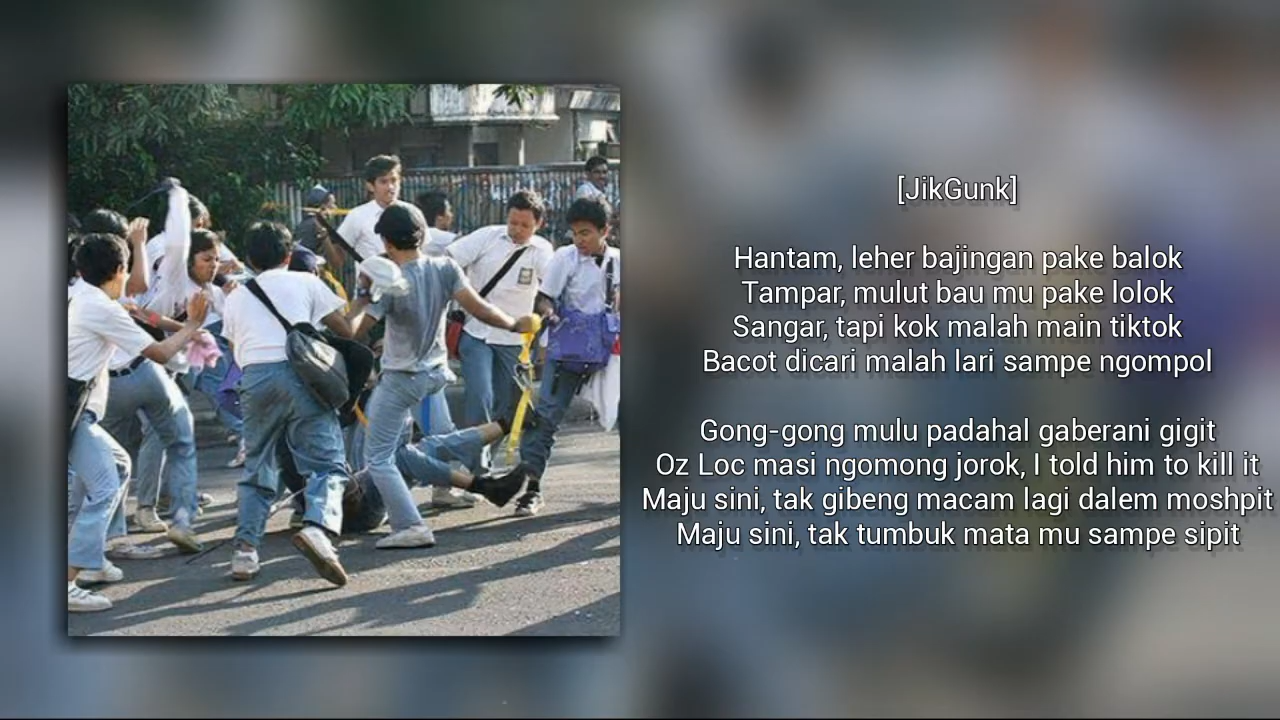 [JikGunk]
Hantam, leher bajingan pake balok
Tampar, mulut bau mu pake lolok
Sangar, tapi kok malah main tiktok
Bacot dicari malah lari sampe ngompol
Gong-gong mulu padahal gaberani gigit
Oz Loc masi ngomong jorok, I told him to kill it
Maju sini, tak gibeng macam lagi dalem moshpit
Maju sini, tak tumbuk mata mu sampe sipit